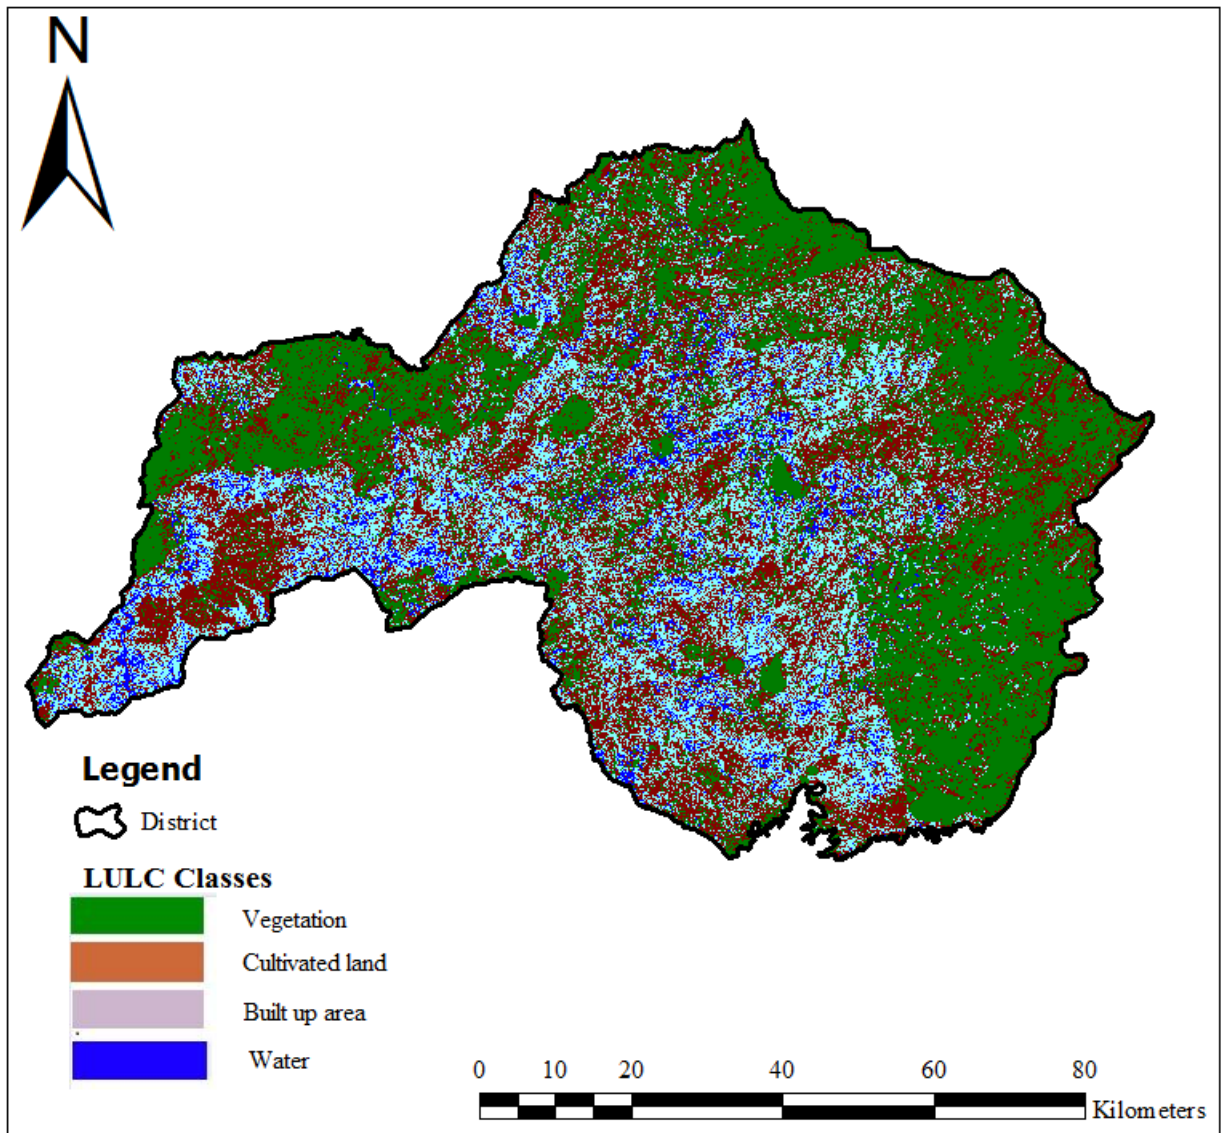 N
Legend
District
LULC Classes
Vegetation
Cultivated land
Built up area
Water
0 10 20 40 60 80
Kilometers